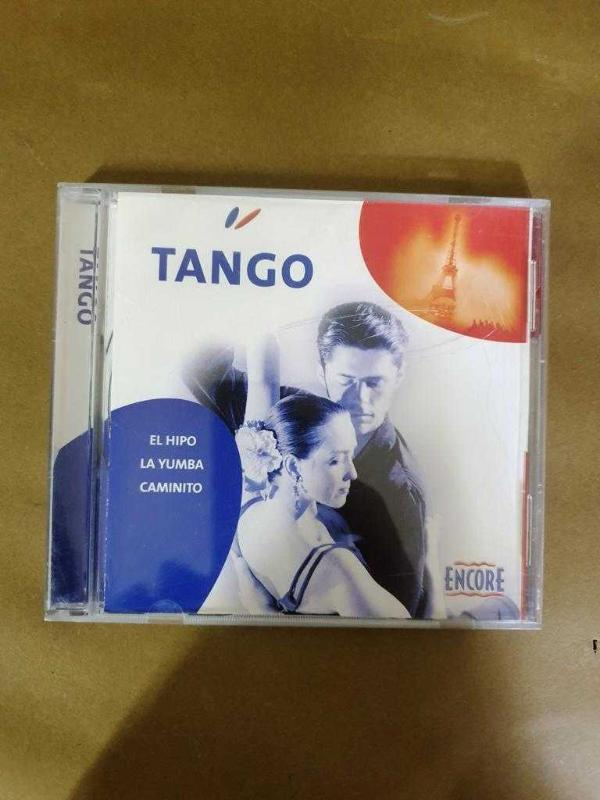 TANGO
TANGO
EL HIPO
LA YUMBA
CAMINITO
ENCORE